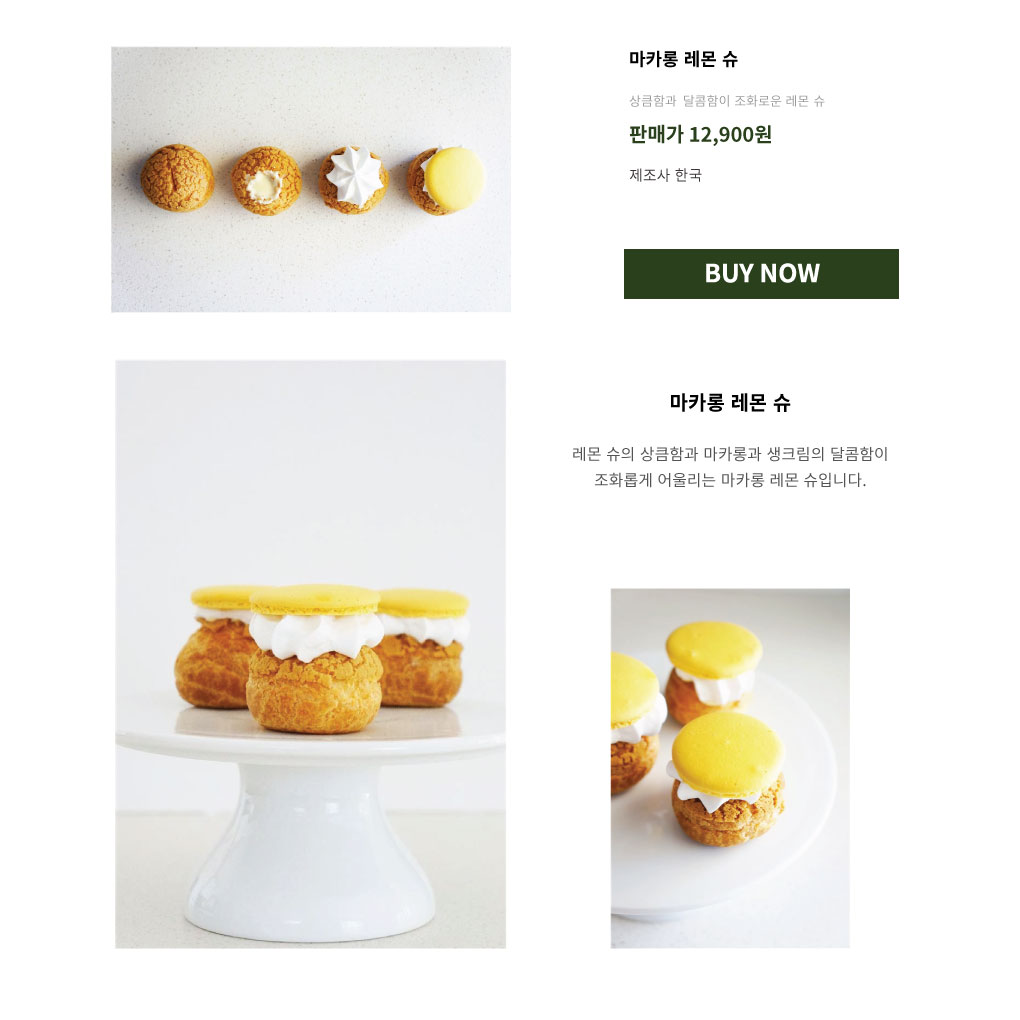 마카롱 레몬 슈
상큼함과 달콤함이 조화로운 레몬 슈
판매가 12,900원
제조사 한국
BUY NOW
마카롱 레몬 슈
레몬 슈의 상큼함과 마카롱과 생크림의 달콤함이
조화롭게 어울리는 마카롱 레몬 슈입니다.